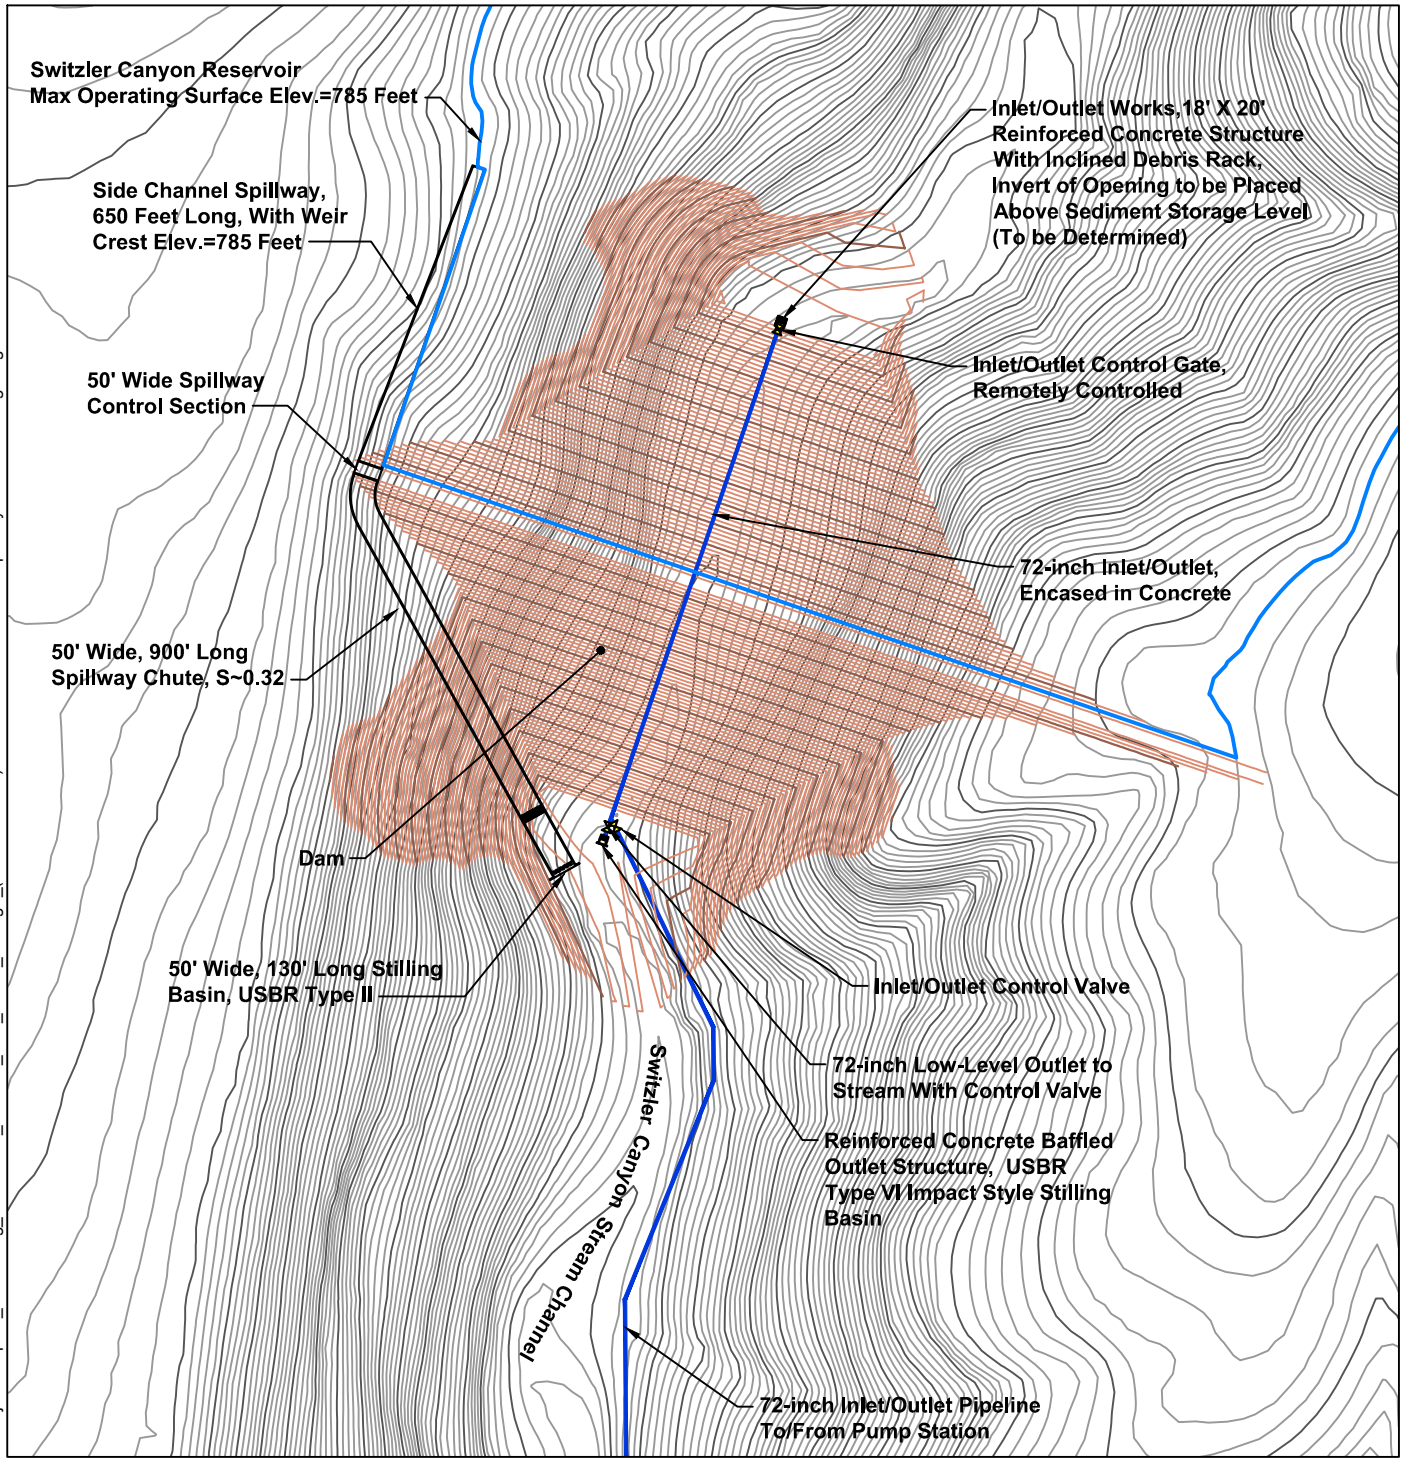 Switzler Canyon Reservoir
Max Operating Surface Elev.=785 Feet
Side Channel Spillway,
650 Feet Long, With Weir
Crest Elev.=785 Feet
50' Wide Spillway
Control Section
50' Wide, 900' Long
Spillway Chute, S~0.32
Dam
50' Wide, 130' Long Stilling
Basin, USBR Type II
Inlet/Outlet Works,18' X 20'
Reinforced Concrete Structure
With Inclined Debris Rack,
Invert of Opening to be Placed
Above Sediment Storage Level
(To be Determined)
Inlet/Outlet Control Gate,
Remotely Controlled
72-inch Inlet/Outlet,
Encased in Concrete
Inlet/Outlet Control Valve
72-inch Low-Level Outlet to
Stream With Control Valve
Reinforced Concrete Baffled
Outlet Structure, USBR
Type VI Impact Style Stilling
Basin
Switzler Canyon Stream Channel
72-inch Inlet/Outlet Pipeline
To/From Pump Station